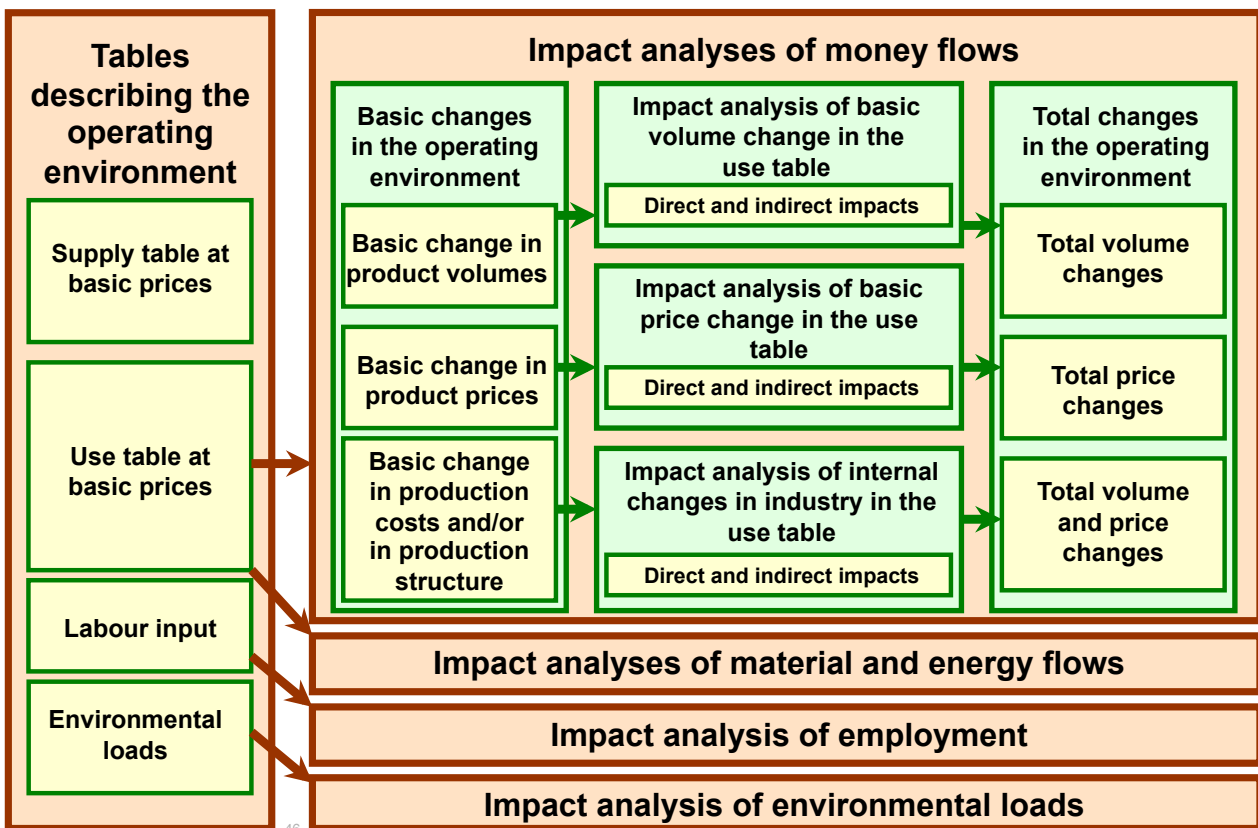 Tables
describing the
operating
environment
Supply table at
basic prices
Use table at
basic prices
Labour input
Environmental
loads
Impact analyses of money flows
Basic changes
in the operating
environment
Basic change in
product volumes
Basic change in
product prices
Basic change
in production
costs and/or
in production
structure
Impact analysis of basic
volume change in the
use table
Direct and indirect impacts
Impact analysis of basic
price change in the use
table
Direct and indirect impacts
Impact analysis of internal
changes in industry in the
use table
Direct and indirect impacts
Total changes
in the operating
environment
Total volume
changes
Total price
changes
Total volume
and price
changes
Impact analyses of material and energy flows
Impact analysis of employment
Impact analysis of environmental loads